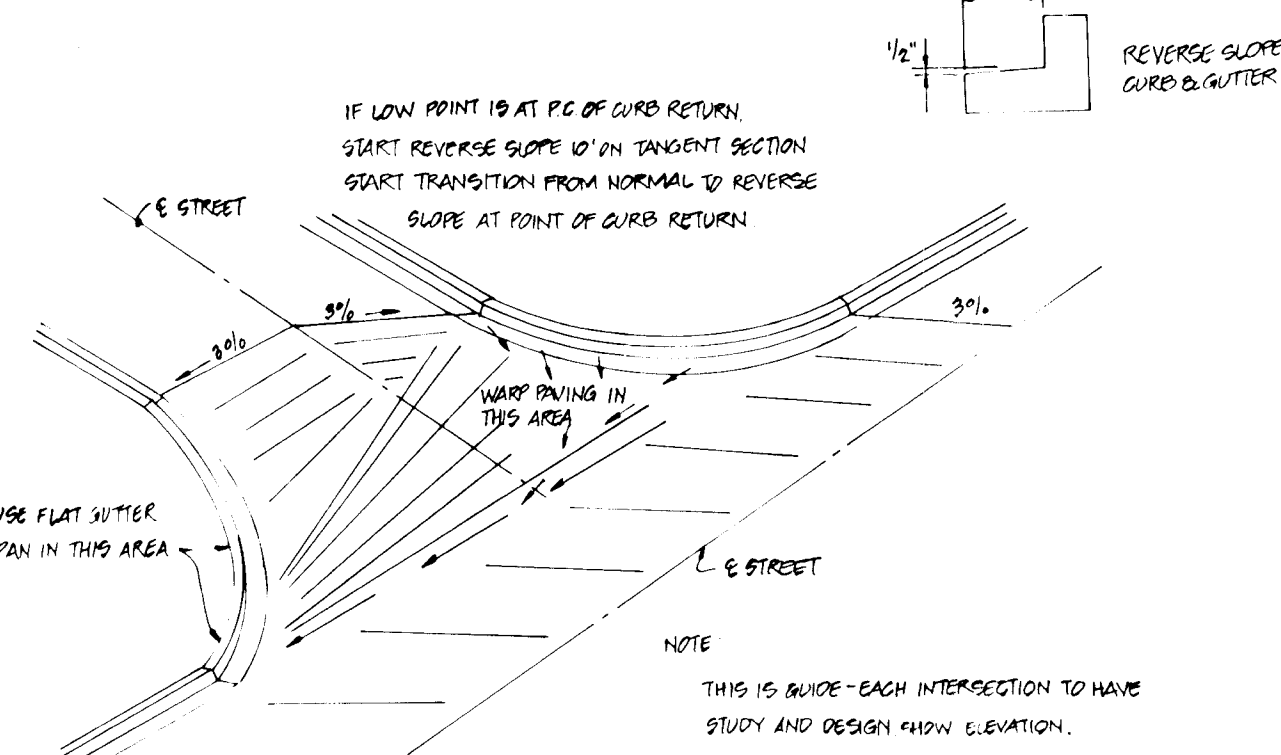 1/2"
REVERSE SLOPE
CURB & GUTTER
IF LOW POINT IS AT P.C. OF CURB RETURN,
START REVERSE SLOPE 10' ON TANGENT SECTION
START TRANSITION FROM NORMAL TO REVERSE
SLOPE AT POINT OF CURB RETURN.
℄ STREET
3%
3%
3%
WARP PAVING IN
THIS AREA
USE FLAT GUTTER
PAN IN THIS AREA
℄ STREET
NOTE
THIS IS GUIDE - EACH INTERSECTION TO HAVE
STUDY AND DESIGN SHOW ELEVATION.